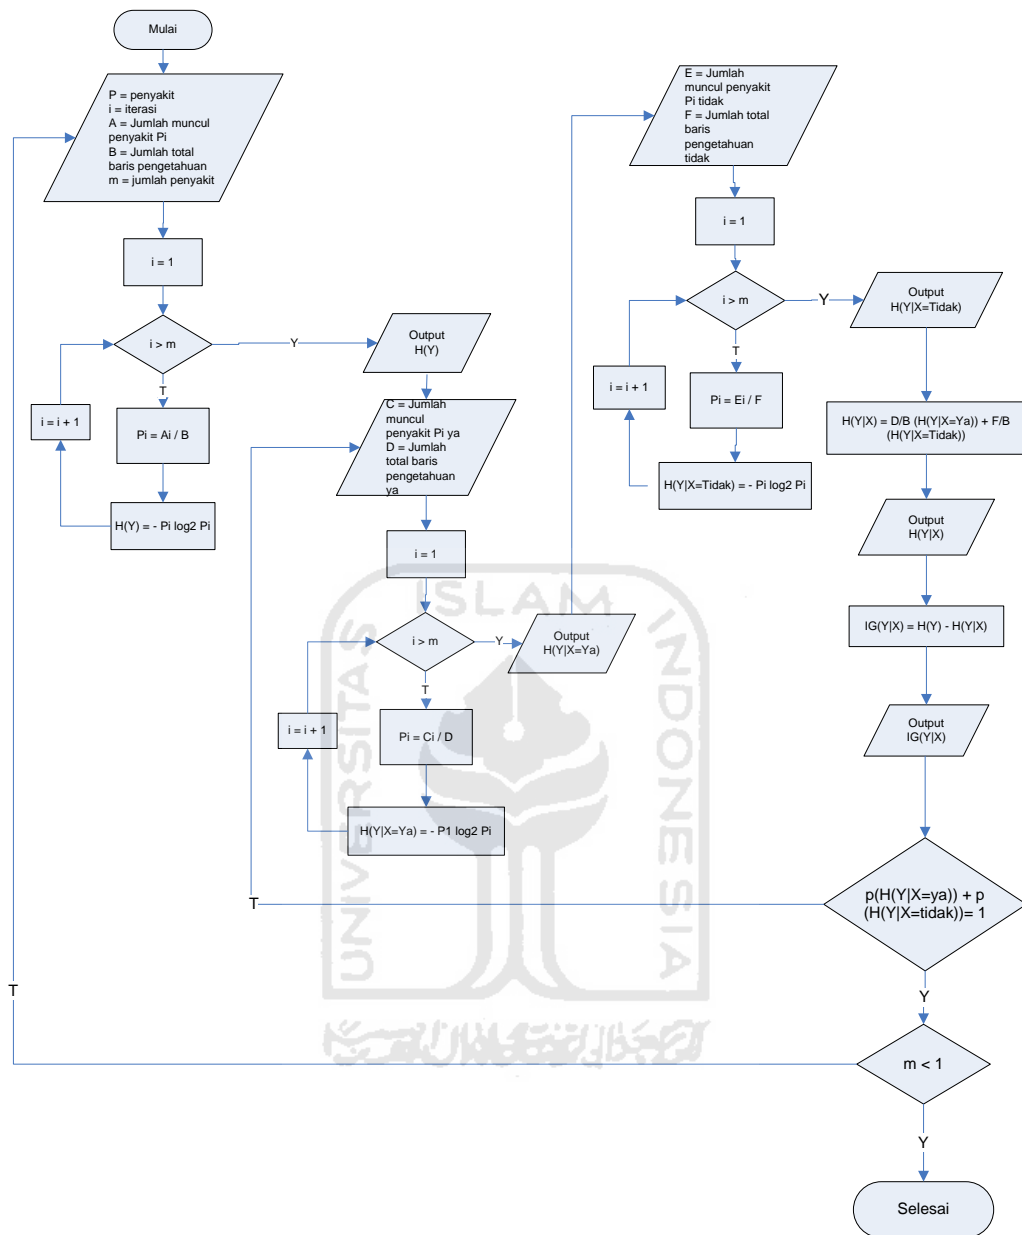 Mulai
P = penyakit
i = iterasi
A = Jumlah muncul
penyakit Pi
B = Jumlah total
baris pengetahuan
m = jumlah penyakit
i = 1
i > m
Y
T
i = i + 1
Pi = Ai / B
H(Y) = - Pi log2 Pi
Output
H(Y)
C = Jumlah
muncul
penyakit Pi ya
D = Jumlah
total baris
pengetahuan
ya
i = 1
i > m
Y
T
i = i + 1
Pi = Ci / D
H(Y|X=Ya) = - P1 log2 Pi
Output
H(Y|X=Ya)
E = Jumlah
muncul penyakit
Pi tidak
F = Jumlah total
baris
pengetahuan
tidak
i = 1
i > m
Y
T
i = i + 1
Pi = Ei / F
H(Y|X=Tidak) = - Pi log2 Pi
Output
H(Y|X=Tidak)
H(Y|X) = D/B (H(Y|X=Ya)) + F/B
(H(Y|X=Tidak))
Output
H(Y|X)
IG(Y|X) = H(Y) - H(Y|X)
Output
IG(Y|X)
p(H(Y|X=ya)) + p
(H(Y|X=tidak))= 1
T
Y
m < 1
T
Y
Selesai
UNIVERSITAS
ISLAM
INDONESIA